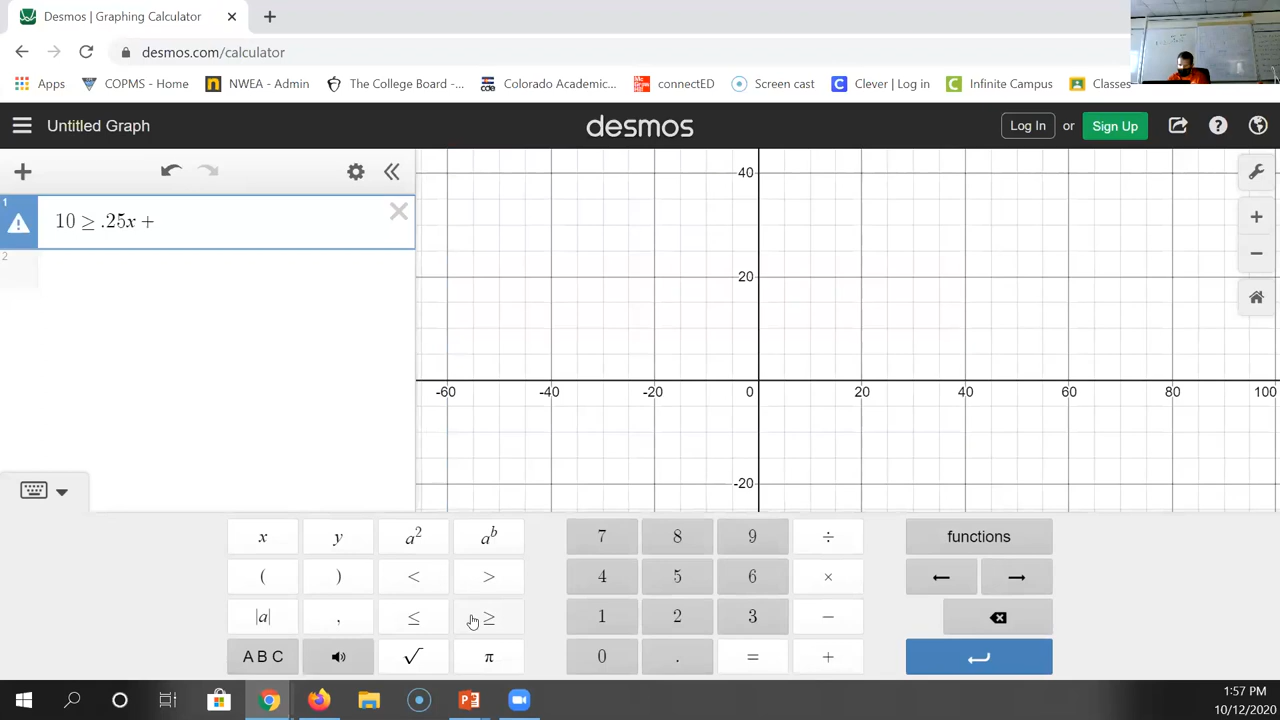 Desmos | Graphing Calculator
desmos.com/calculator
Apps COPMS - Home NWEA - Admin The College Board -... Colorado Academic... connectED Screen cast Clever | Log in Infinite Campus Classes
Untitled Graph desmos Log In or Sign Up
1
10 ≥ .25x +
2
40
20
-60 -40 -20 0 20 40 60 80 100
-20
x y a² aᵇ 7 8 9 ÷ functions
( ) < > 4 5 6 × ← →
|a| , ≤ ≥ 1 2 3 −
A B C √ π 0 . = +
1:57 PM
10/12/2020